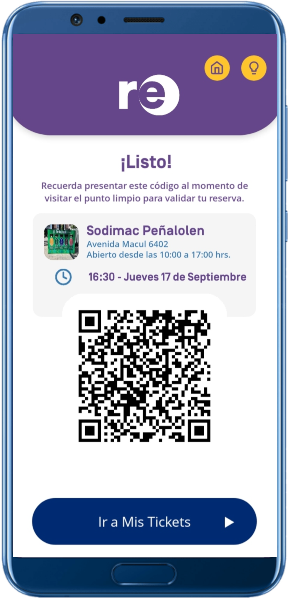 re
¡Listo!
Recuerda presentar este código al momento de
visitar el punto limpio para validar tu reserva.
Sodimac Peñalolen
Avenida Macul 6402
Abierto desde las 10:00 a 17:00 hrs.
16:30 - Jueves 17 de Septiembre
Ir a Mis Tickets